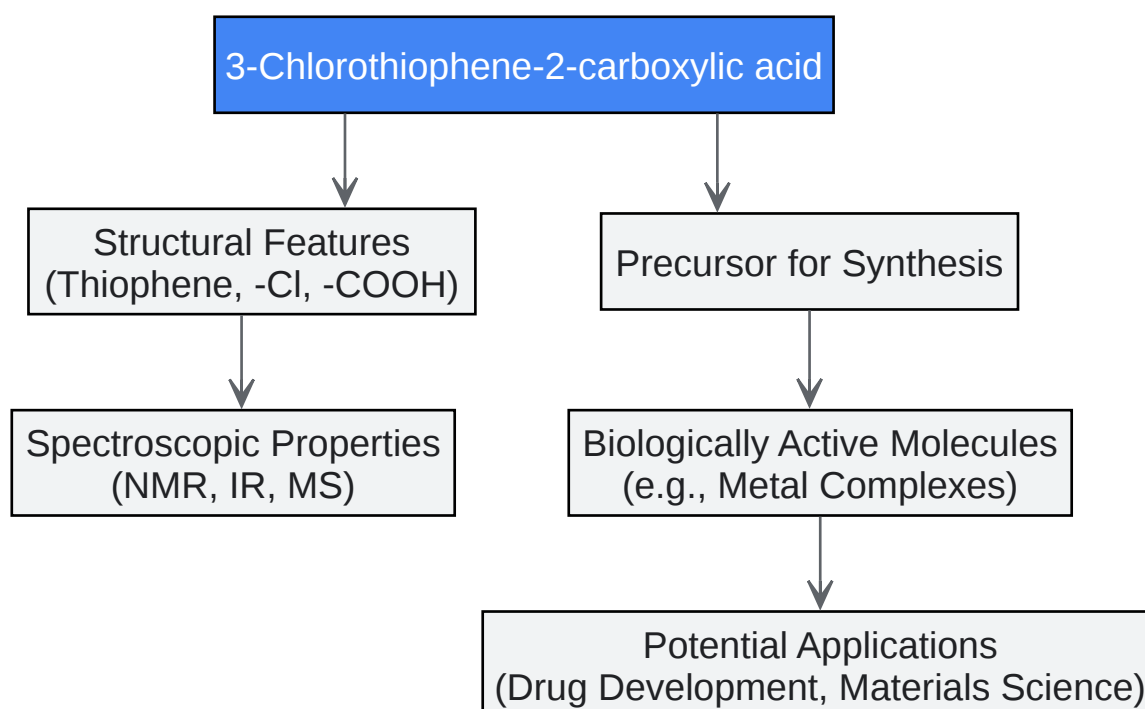 3-Chlorothiophene-2-carboxylic acid
Structural Features
(Thiophene, -Cl, -COOH)
Precursor for Synthesis
Spectroscopic Properties
(NMR, IR, MS)
Biologically Active Molecules
(e.g., Metal Complexes)
Potential Applications
(Drug Development, Materials Science)